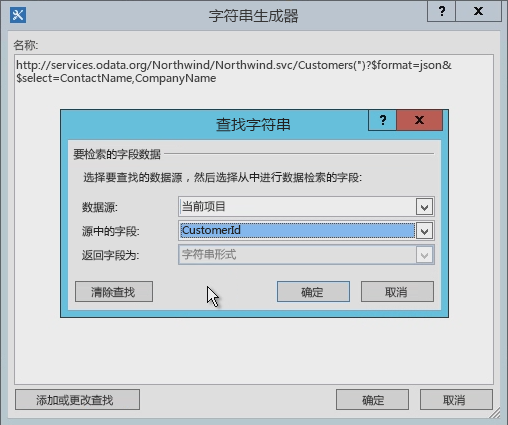 字符串生成器
名称:
http://services.odata.org/Northwind/Northwind.svc/Customers('')?$format=json&
$select=ContactName,CompanyName
查找字符串
要检索的字段数据
选择要查找的数据源，然后选择从中进行数据检索的字段:
数据源:
当前项目
源中的字段:
CustomerId
返回字段为:
字符串形式
清除查找
确定
取消
添加或更改查找
确定
取消